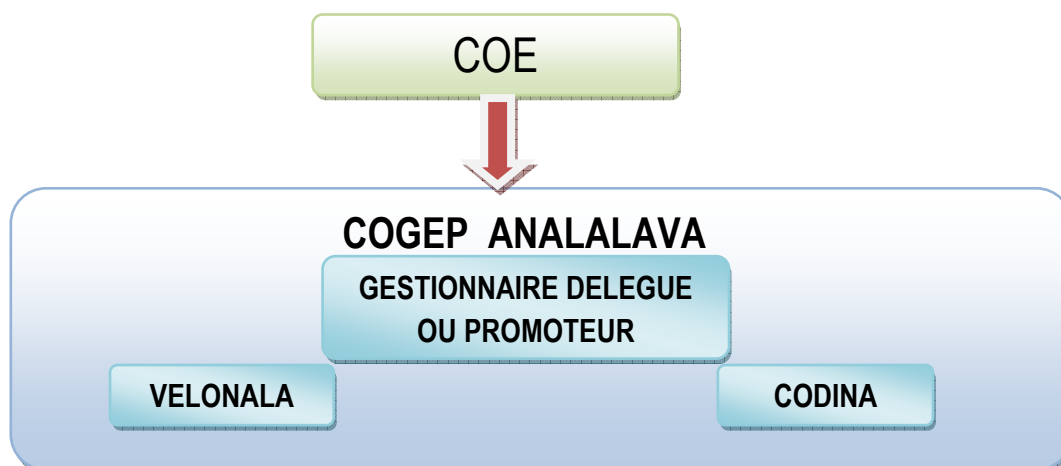 COE
COGEP ANALALAVA
GESTIONNAIRE DELEGUE
OU PROMOTEUR
VELONALA
CODINA